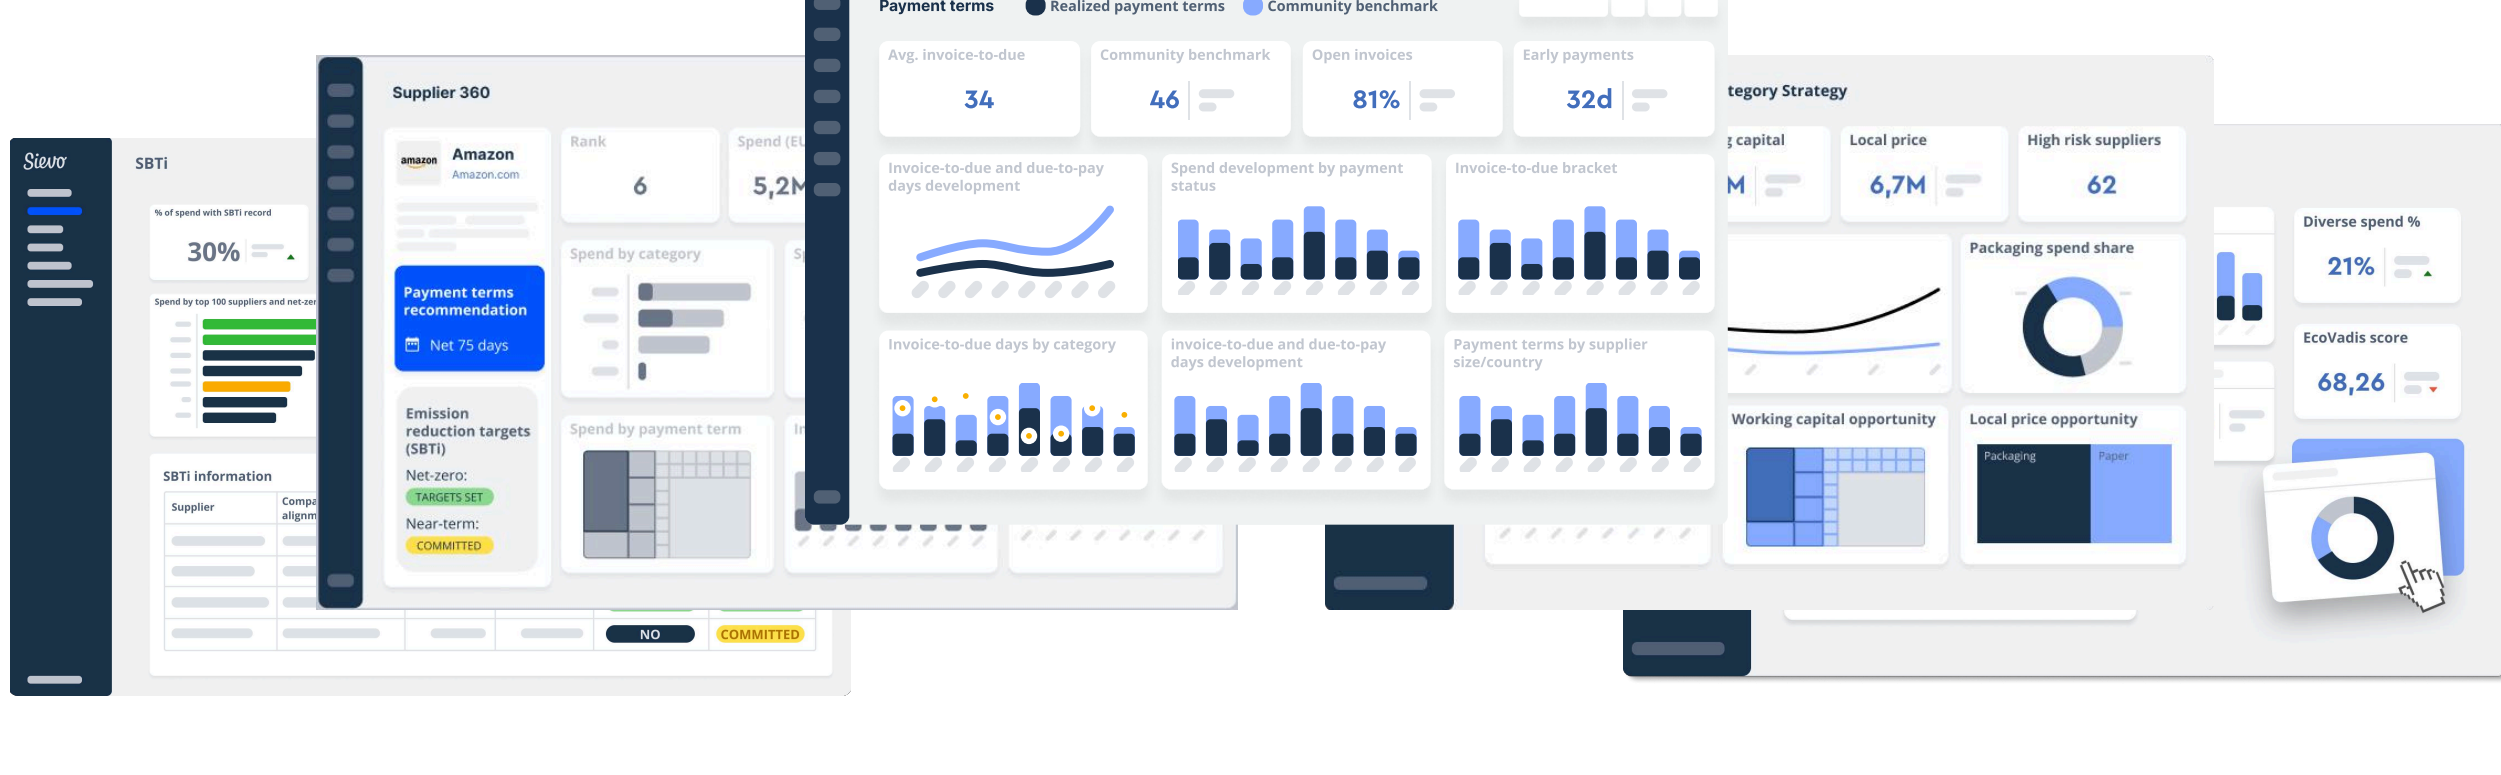 Sievo
SBTi
% of spend with SBTi record
30%
Spend by top 100 suppliers and net-zer
SBTi information
Supplier
Compa
alignm
NO
COMMITTED
Supplier 360
amazon
Amazon
Amazon.com
Payment terms
recommendation
Net 75 days
Emission
reduction targets
(SBTi)
Net-zero:
TARGETS SET
Near-term:
COMMITTED
Rank
6
Spend (EU
5,2M
Spend by category
Spend by payment term
Payment terms
Realized payment terms
Community benchmark
Avg. invoice-to-due
34
Community benchmark
46
Open invoices
81%
Early payments
32d
Invoice-to-due and due-to-pay
days development
Spend development by payment
status
Invoice-to-due bracket
Invoice-to-due days by category
invoice-to-due and due-to-pay
days development
Payment terms by supplier
size/country
tegory Strategy
g capital
M
Local price
6,7M
High risk suppliers
62
Packaging spend share
Working capital opportunity
Local price opportunity
Packaging
Paper
Diverse spend %
21%
EcoVadis score
68,26